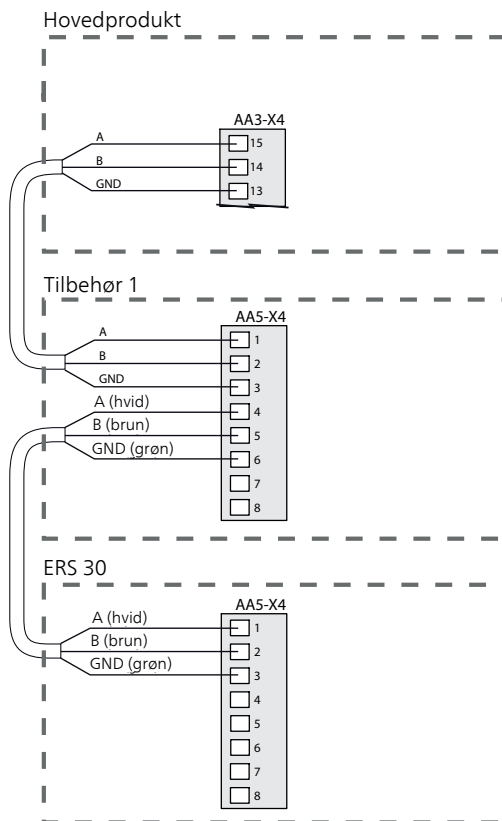 Hovedprodukt
AA3-X4
A
15
B
14
GND
13
Tilbehør 1
AA5-X4
A
1
B
2
GND
3
A (hvid)
4
B (brun)
5
GND (grøn)
6
7
8
ERS 30
AA5-X4
A (hvid)
1
B (brun)
2
GND (grøn)
3
4
5
6
7
8